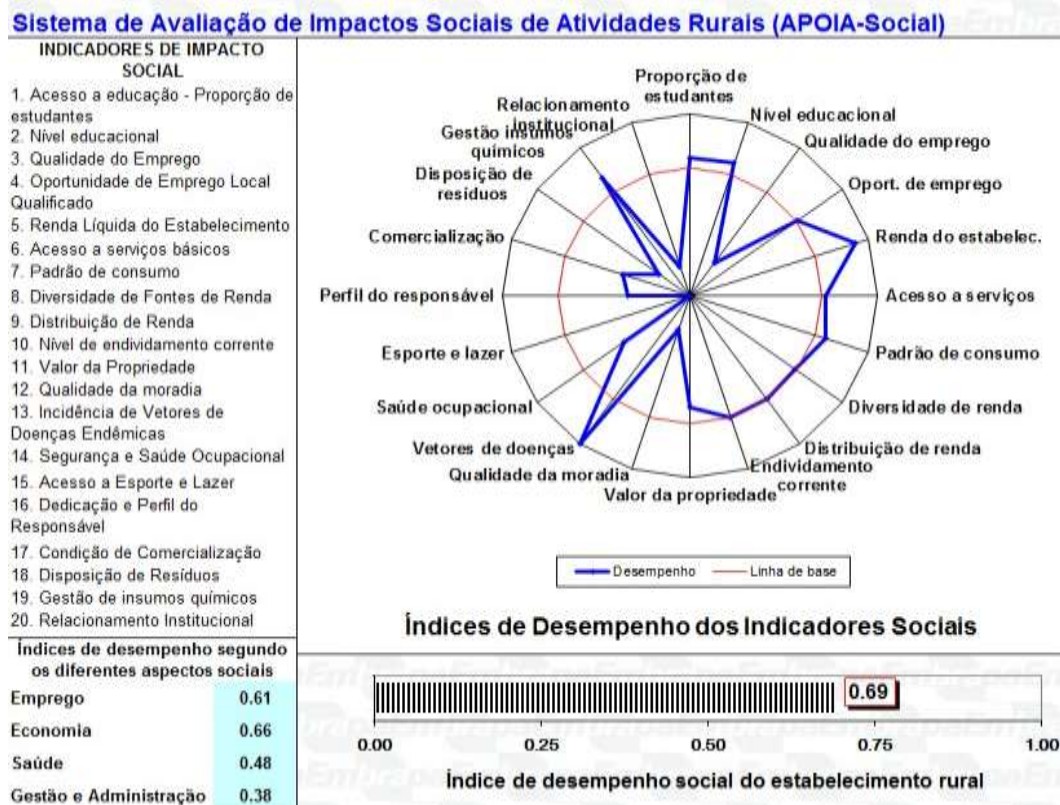 Sistema de Avaliação de Impactos Sociais de Atividades Rurais (APOIA-Social)
INDICADORES DE IMPACTO
SOCIAL
1. Acesso a educação - Proporção de
estudantes
2. Nível educacional
3. Qualidade do Emprego
4. Oportunidade de Emprego Local
Qualificado
5. Renda Líquida do Estabelecimento
6. Acesso a serviços básicos
7. Padrão de consumo
8. Diversidade de Fontes de Renda
9. Distribuição de Renda
10. Nível de endividamento corrente
11. Valor da Propriedade
12. Qualidade da moradia
13. Incidência de Vetores de
Doenças Endêmicas
14. Segurança e Saúde Ocupacional
15. Acesso a Esporte e Lazer
16. Dedicação e Perfil do
Responsável
17. Condição de Comercialização
18. Disposição de Resíduos
19. Gestão de insumos químicos
20. Relacionamento Institucional
Índices de desempenho segundo
os diferentes aspectos sociais
Emprego 0.61
Economia 0.66
Saúde 0.48
Gestão e Administração 0.38
Proporção de
estudantes
Nível educacional
Qualidade do emprego
Oport. de emprego
Renda do estabelec.
Acesso a serviços
Padrão de consumo
Diversidade de renda
Distribuição de renda
Endividamento
corrente
Valor da propriedade
Qualidade da moradia
Vetores de doenças
Saúde ocupacional
Esporte e lazer
Perfil do responsável
Comercialização
Disposição de
resíduos
Gestão insumos
químicos
Relacionamento
institucional
Desempenho
Linha de base
Índices de Desempenho dos Indicadores Sociais
0.69
0.00 0.25 0.50 0.75 1.00
Índice de desempenho social do estabelecimento rural